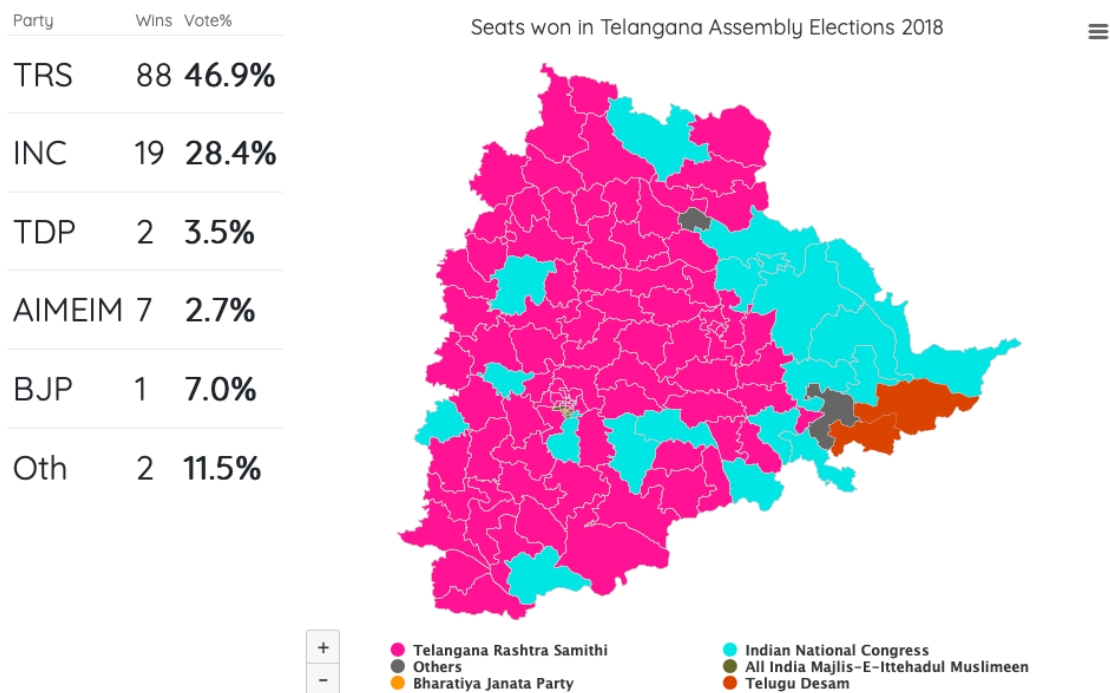 Party Wins Vote%
TRS 88 46.9%
INC 19 28.4%
TDP 2 3.5%
AIMEIM 7 2.7%
BJP 1 7.0%
Oth 2 11.5%
Seats won in Telangana Assembly Elections 2018
+
−
Telangana Rashtra Samithi
Indian National Congress
Others
All India Majlis-E-Ittehadul Muslimeen
Bharatiya Janata Party
Telugu Desam